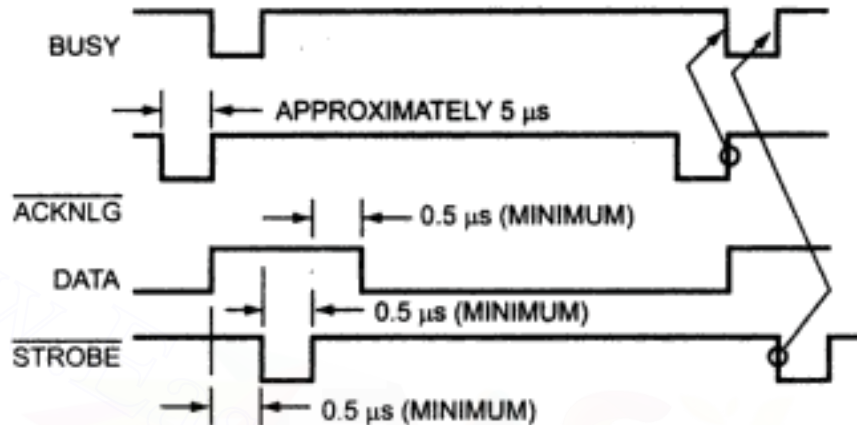 BUSY
APPROXIMATELY 5 μs
ACKNLG
0.5 μs (MINIMUM)
DATA
0.5 μs (MINIMUM)
STROBE
0.5 μs (MINIMUM)